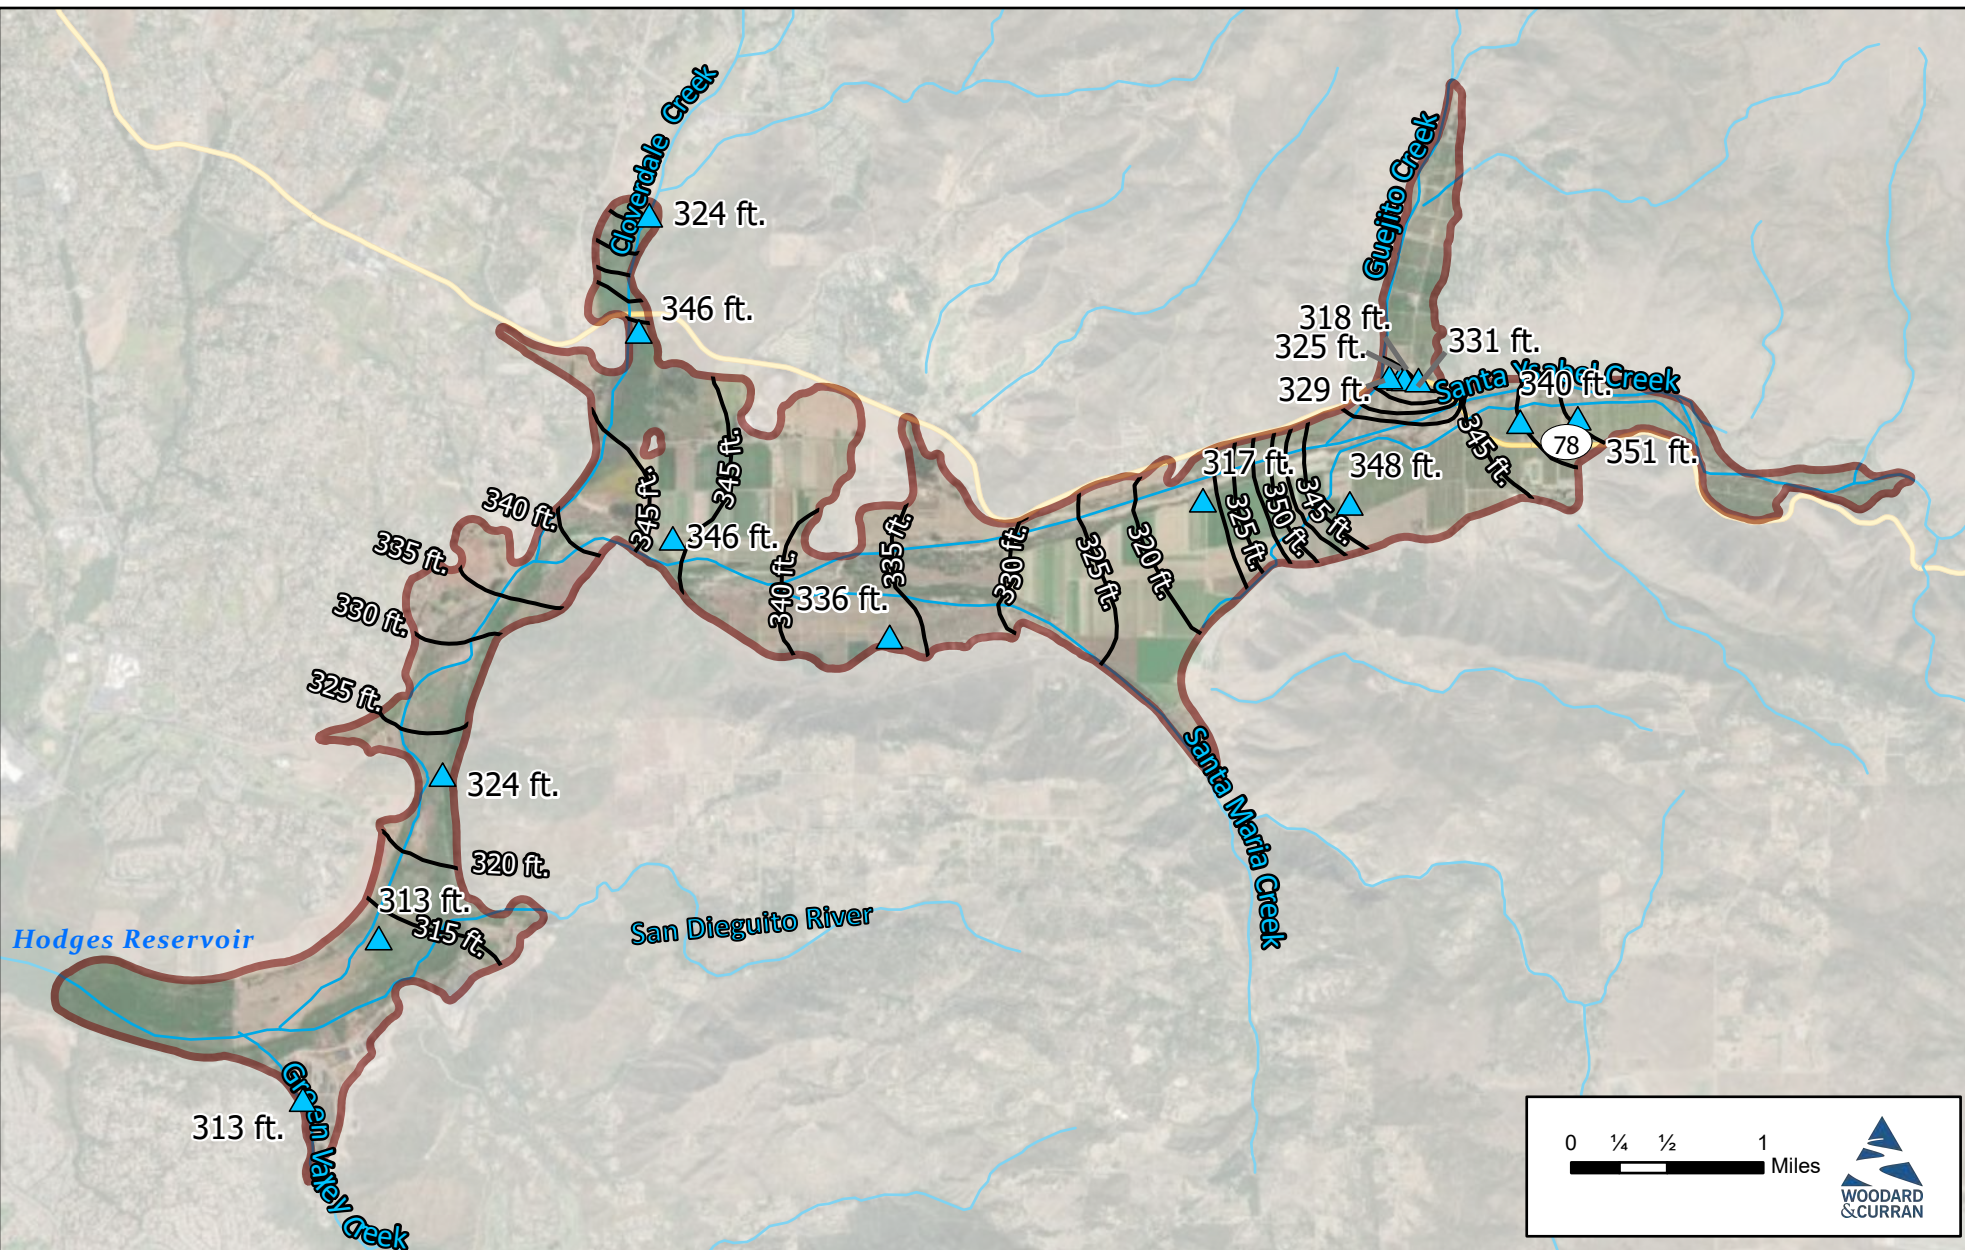 Cloverdale Creek
324 ft.
346 ft.
Guejito Creek
318 ft.
325 ft.
331 ft.
329 ft.
Santa Ysabel Creek
340 ft.
78
351 ft.
345 ft.
317 ft.
348 ft.
325 ft.
350 ft.
345 ft.
345 ft.
345 ft.
346 ft.
340 ft.
335 ft.
330 ft.
325 ft.
320 ft.
336 ft.
340 ft.
335 ft.
330 ft.
325 ft.
324 ft.
320 ft.
313 ft.
315 ft.
San Dieguito River
Santa Maria Creek
Hodges Reservoir
Green Valley Creek
313 ft.
0 ¼ ½ 1
Miles
WOODARD
&CURRAN